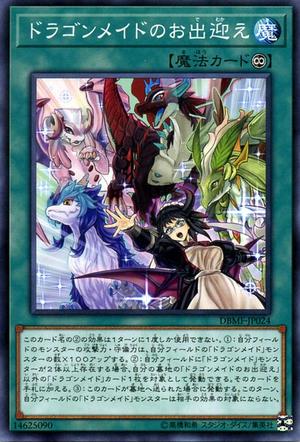 ドラゴンメイドのお出迎え
魔
【魔法カード】
DBMF-JP024
このカード名の②の効果は1ターンに1度しか使用できない。①:自分フィール
ドのモンスターの攻撃力・守備力は、自分フィールドの「ドラゴンメイド」モン
スターの数×100アップする。②:自分フィールドに「ドラゴンメイド」モンスタ
ーが2体以上存在する場合、自分の墓地の「ドラゴンメイドのお出迎え」
以外の「ドラゴンメイド」カード1枚を対象として発動できる。そのカード
を手札に加える。③:このカードが墓地へ送られた場合に発動する。このターン、
自分フィールドのドラゴン族モンスターは相手の効果の対象にならない。
14625090
©高橋和希 スタジオ・ダイス/集英社